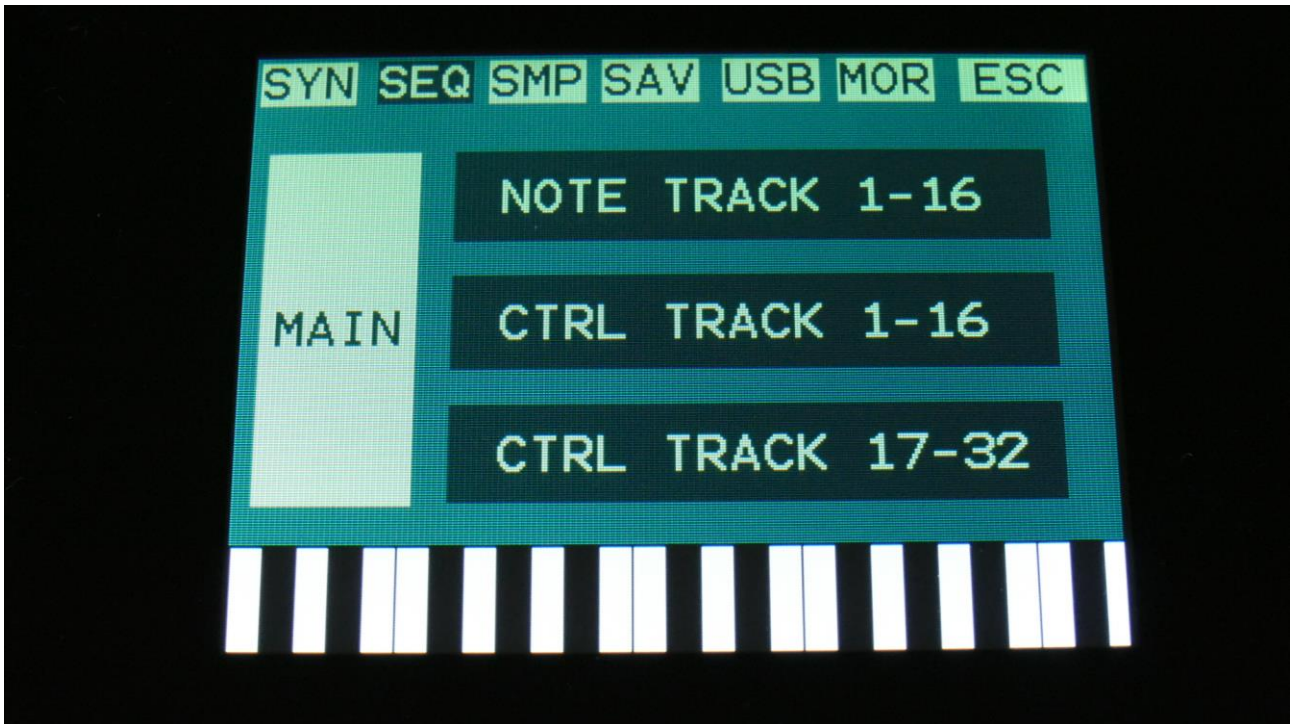 SYN SEQ SMP SAV USB MOR ESC
MAIN
NOTE TRACK 1-16
CTRL TRACK 1-16
CTRL TRACK 17-32